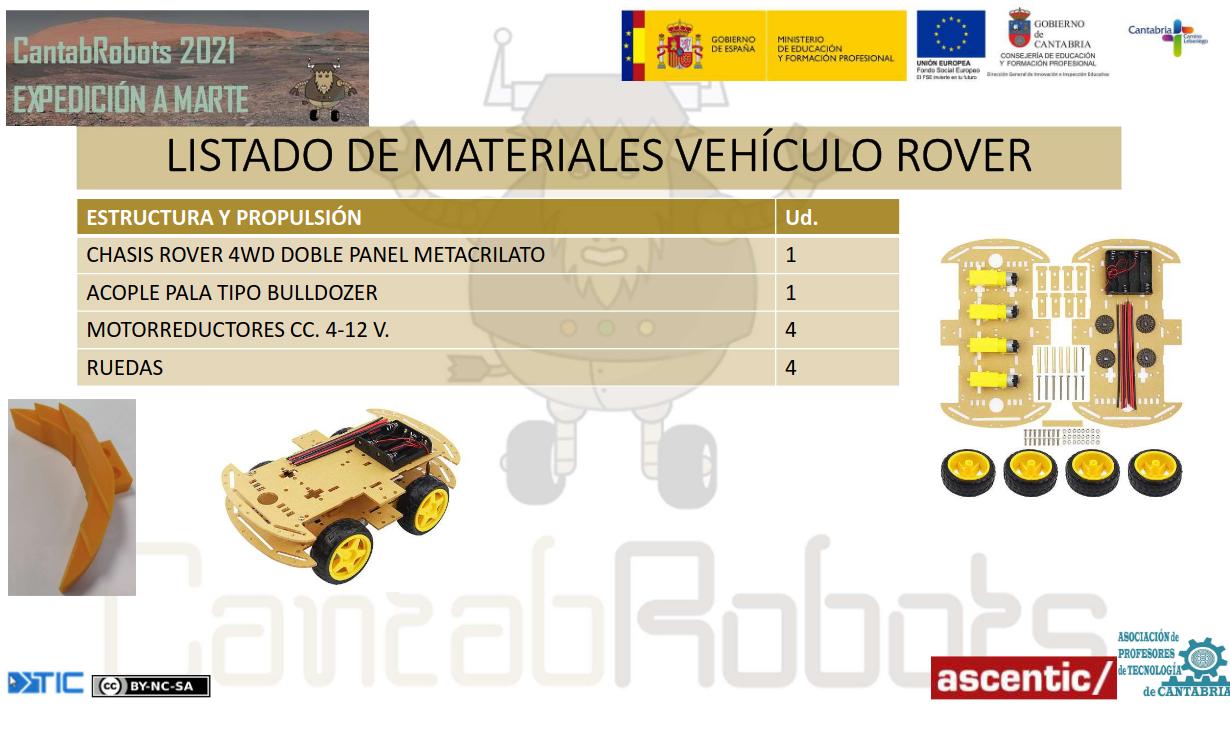 CantabRobots 2021
EXPEDICIÓN A MARTE
GOBIERNO
DE ESPAÑA
MINISTERIO
DE EDUCACIÓN
Y FORMACIÓN PROFESIONAL
UNIÓN EUROPEA
Fondo Social Europeo
El FSE invierte en tu futuro
GOBIERNO
de
CANTABRIA
CONSEJERÍA DE EDUCACIÓN
Y FORMACIÓN PROFESIONAL
Dirección General de Innovación e Inspección Educativa
Cantabria
Camino
Lebaniego
LISTADO DE MATERIALES VEHÍCULO ROVER
ESTRUCTURA Y PROPULSIÓN Ud.
CHASIS ROVER 4WD DOBLE PANEL METACRILATO 1
ACOPLE PALA TIPO BULLDOZER 1
MOTORREDUCTORES CC. 4-12 V. 4
RUEDAS 4
CantabRobots
TIC
cc BY-NC-SA
ascentic/
ASOCIACIÓN de
PROFESORES
de TECNOLOGÍA
de CANTABRIA